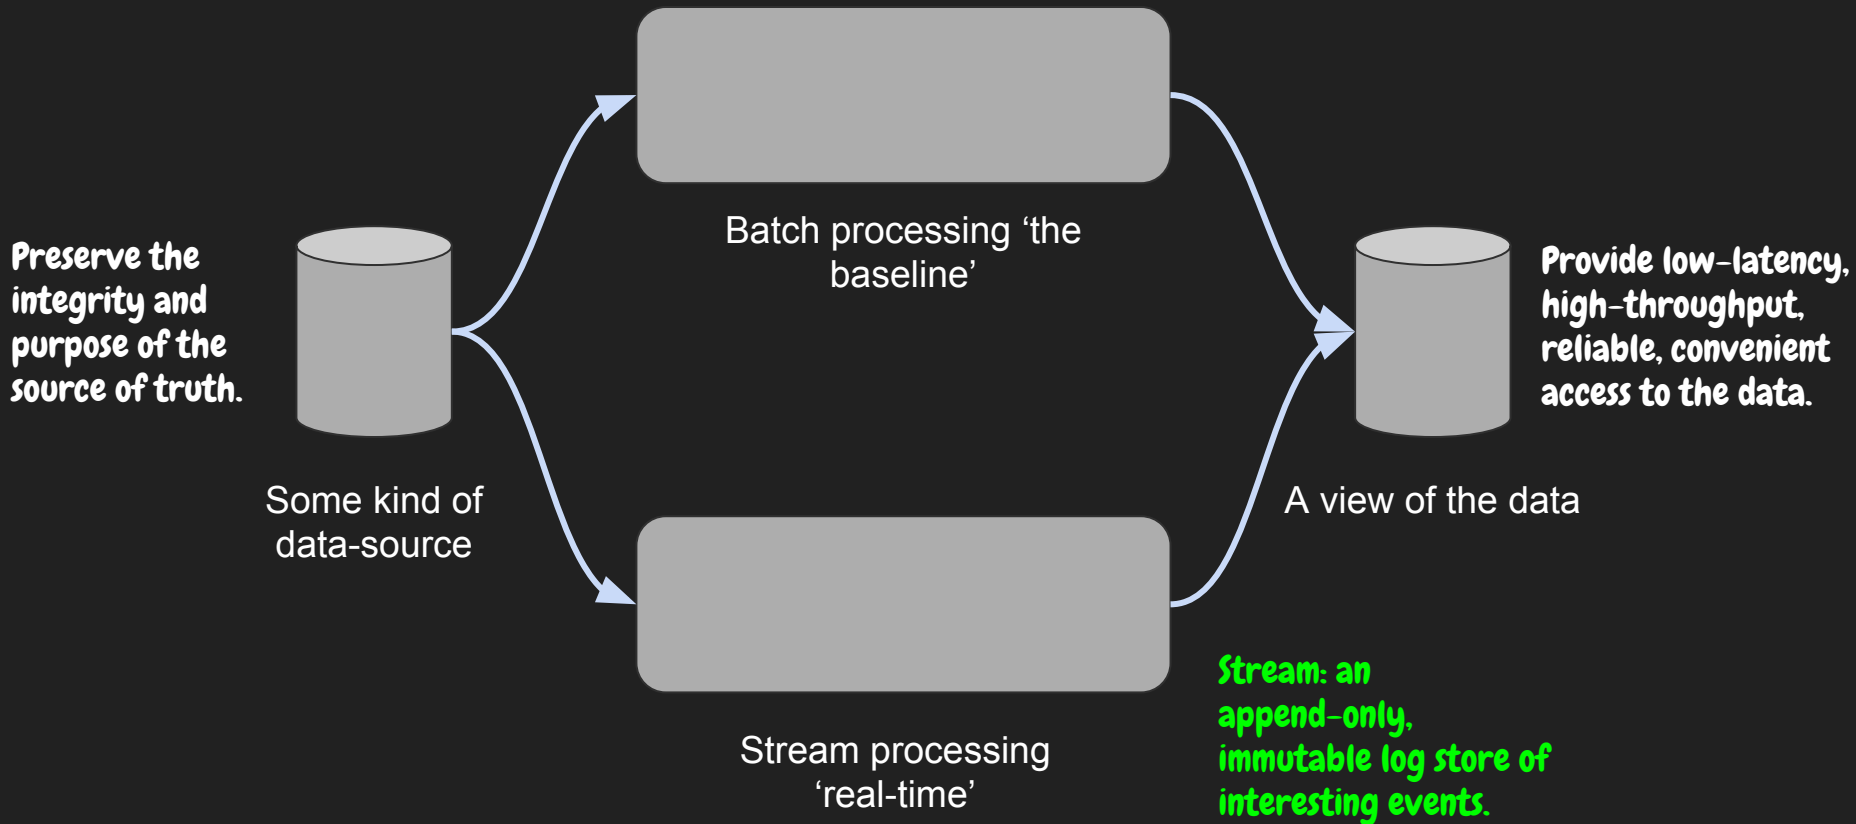 Batch processing ‘the
baseline’
Preserve the
integrity and
purpose of the
source of truth.
Provide low-latency,
high-throughput,
reliable, convenient
access to the data.
Some kind of
data-source
A view of the data
Stream: an
append-only,
immutable log store of
interesting events.
Stream processing
‘real-time’